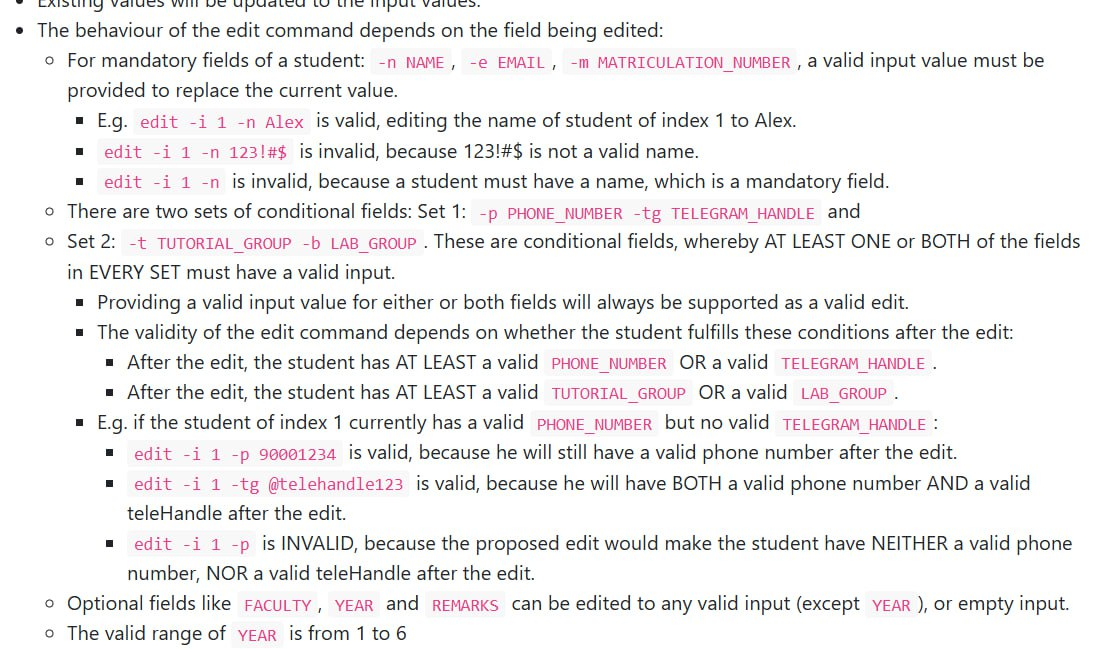 Existing values will be updated to the input values.
The behaviour of the edit command depends on the field being edited:
For mandatory fields of a student: -n NAME , -e EMAIL , -m MATRICULATION_NUMBER , a valid input value must be
provided to replace the current value.
E.g. edit -i 1 -n Alex is valid, editing the name of student of index 1 to Alex.
edit -i 1 -n 123!#$ is invalid, because 123!#$ is not a valid name.
edit -i 1 -n is invalid, because a student must have a name, which is a mandatory field.
There are two sets of conditional fields: Set 1: -p PHONE_NUMBER -tg TELEGRAM_HANDLE and
Set 2: -t TUTORIAL_GROUP -b LAB_GROUP . These are conditional fields, whereby AT LEAST ONE or BOTH of the fields
in EVERY SET must have a valid input.
Providing a valid input value for either or both fields will always be supported as a valid edit.
The validity of the edit command depends on whether the student fulfills these conditions after the edit:
After the edit, the student has AT LEAST a valid PHONE_NUMBER OR a valid TELEGRAM_HANDLE .
After the edit, the student has AT LEAST a valid TUTORIAL_GROUP OR a valid LAB_GROUP .
E.g. if the student of index 1 currently has a valid PHONE_NUMBER but no valid TELEGRAM_HANDLE :
edit -i 1 -p 90001234 is valid, because he will still have a valid phone number after the edit.
edit -i 1 -tg @telehandle123 is valid, because he will have BOTH a valid phone number AND a valid
teleHandle after the edit.
edit -i 1 -p is INVALID, because the proposed edit would make the student have NEITHER a valid phone
number, NOR a valid teleHandle after the edit.
Optional fields like FACULTY , YEAR and REMARKS can be edited to any valid input (except YEAR ), or empty input.
The valid range of YEAR is from 1 to 6